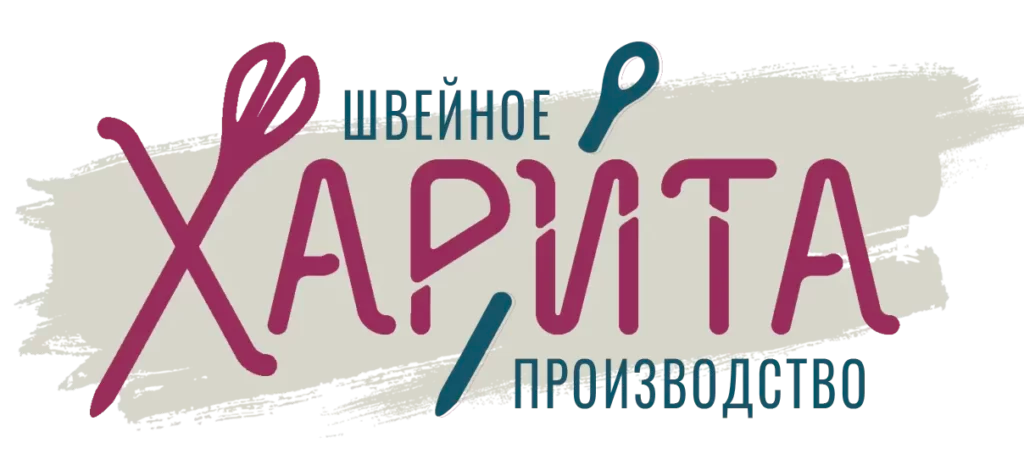 ШВЕЙНОЕ
ХАРИТА
ПРОИЗВОДСТВО